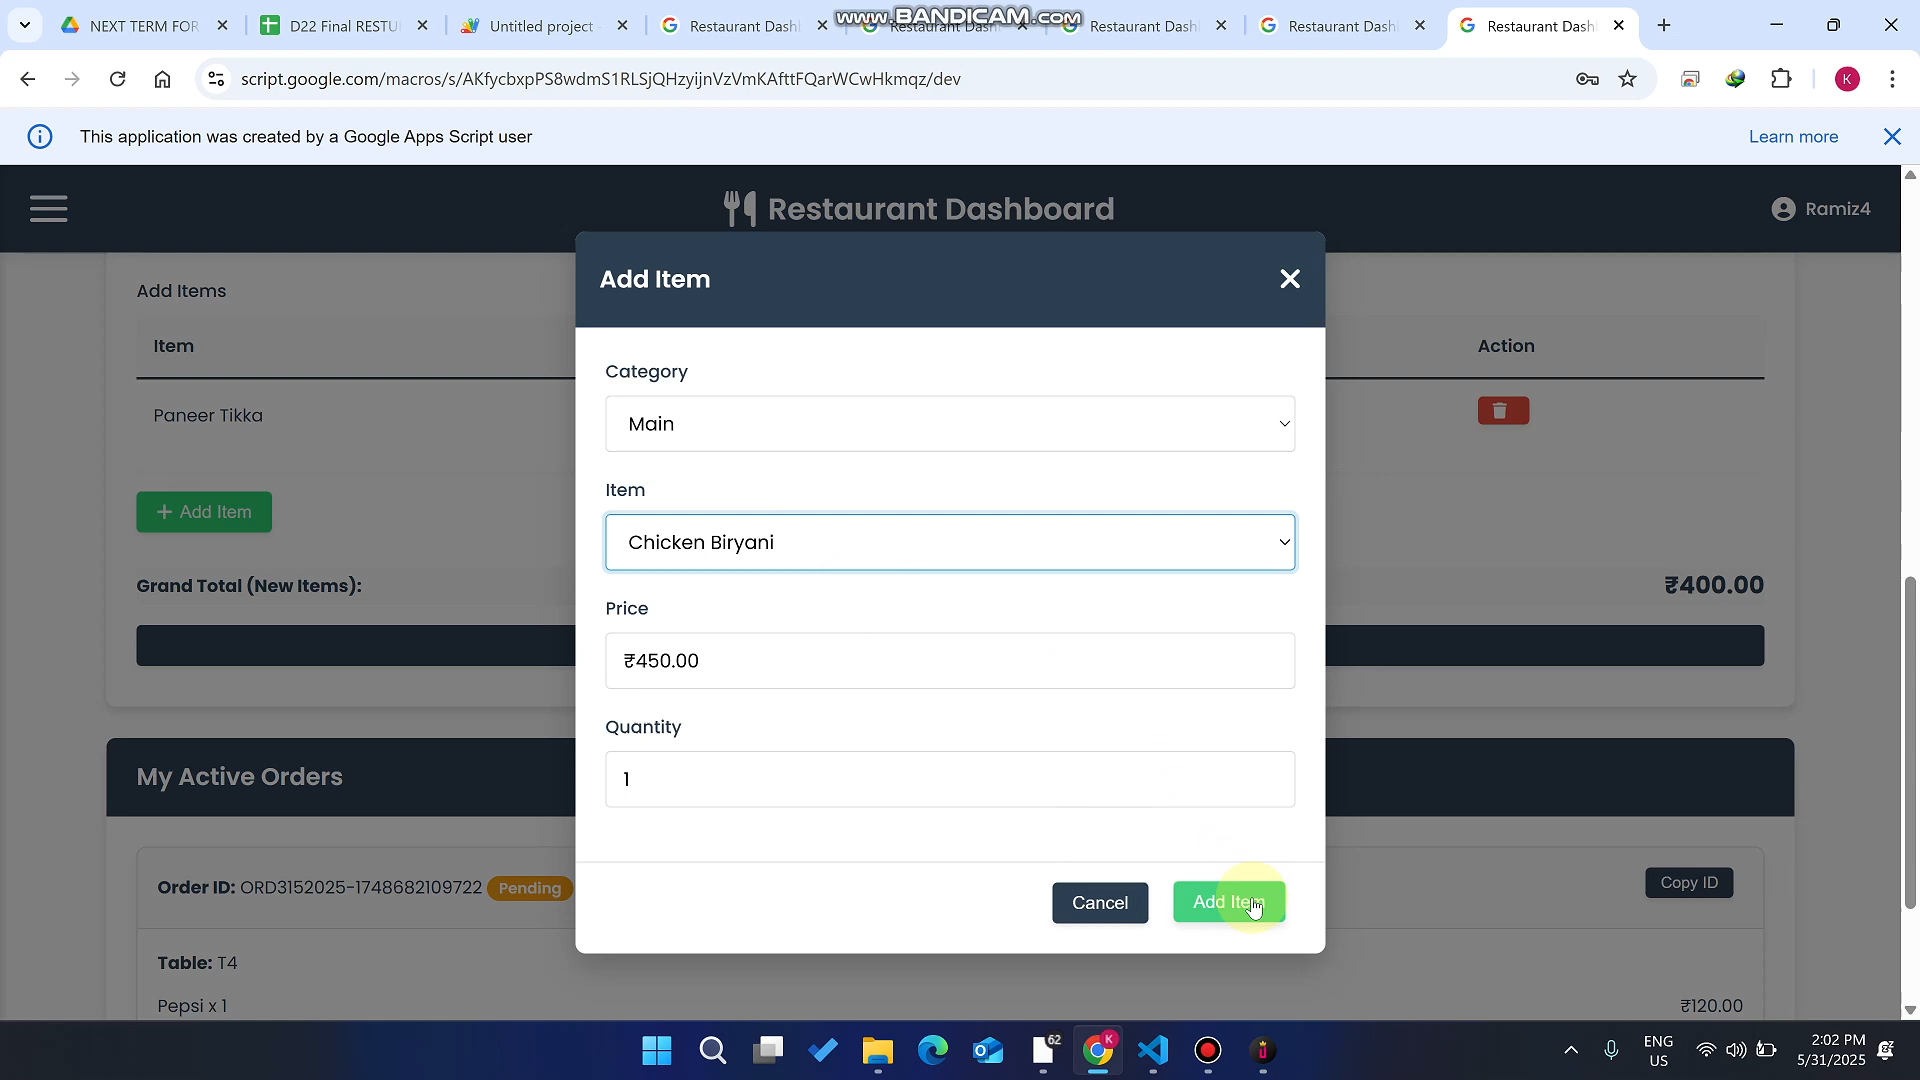 www.BANDICAM.com
NEXT TERM FOR
D22 Final RESTU
Untitled project -
Restaurant Dash
Restaurant Dash
Restaurant Dash
Restaurant Dash
Restaurant Dash
script.google.com/macros/s/AKfycbxpPS8wdmS1RLSjQHzyijnVzVmKAfttFQarWCwHkmqz/dev
K
This application was created by a Google Apps Script user
Learn more
Restaurant Dashboard
Ramiz4
Add Item
Add Items
Item
Action
Category
Main
Paneer Tikka
Item
+ Add Item
Chicken Biryani
Grand Total (New Items):
₹400.00
Price
₹450.00
Quantity
1
My Active Orders
Order ID: ORD3152025-1748682109722 Pending
Copy ID
Cancel
Add Item
Table: T4
Pepsi x 1
₹120.00
62
K
ENG
US
2:02 PM
5/31/2025